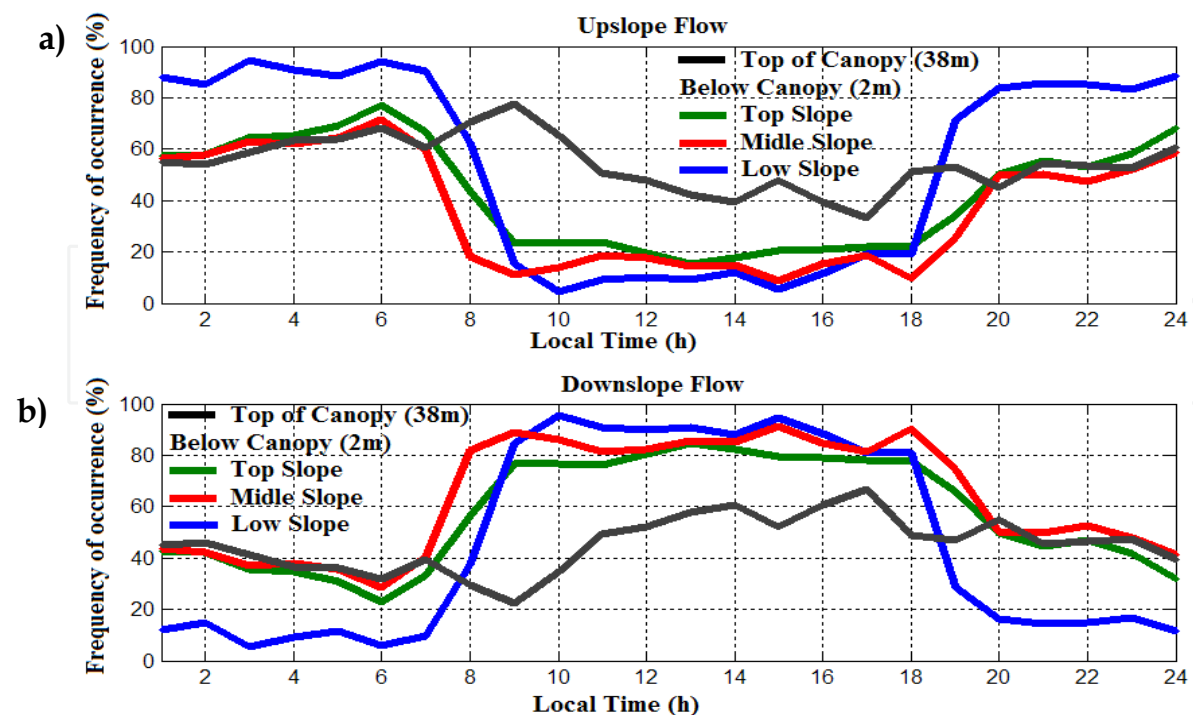 a)
Upslope Flow
Frequency of occurrence (%)
100
80
60
40
20
0
Top of Canopy (38m)
Below Canopy (2m)
Top Slope
Midle Slope
Low Slope
2 4 6 8 10 12 14 16 18 20 22 24
Local Time (h)
b)
Downslope Flow
Frequency of occurrence (%)
100
80
60
40
20
0
Top of Canopy (38m)
Below Canopy (2m)
Top Slope
Midle Slope
Low Slope
2 4 6 8 10 12 14 16 18 20 22 24
Local Time (h)